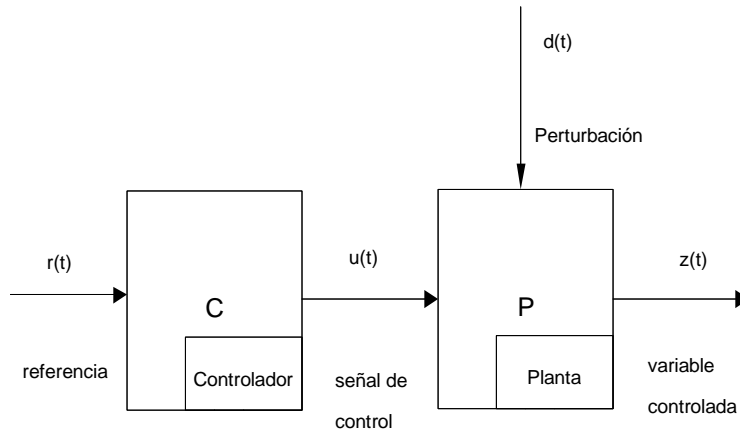 d(t)
Perturbación
r(t)
u(t)
z(t)
C
P
referencia
Controlador
señal de
control
Planta
variable
controlada